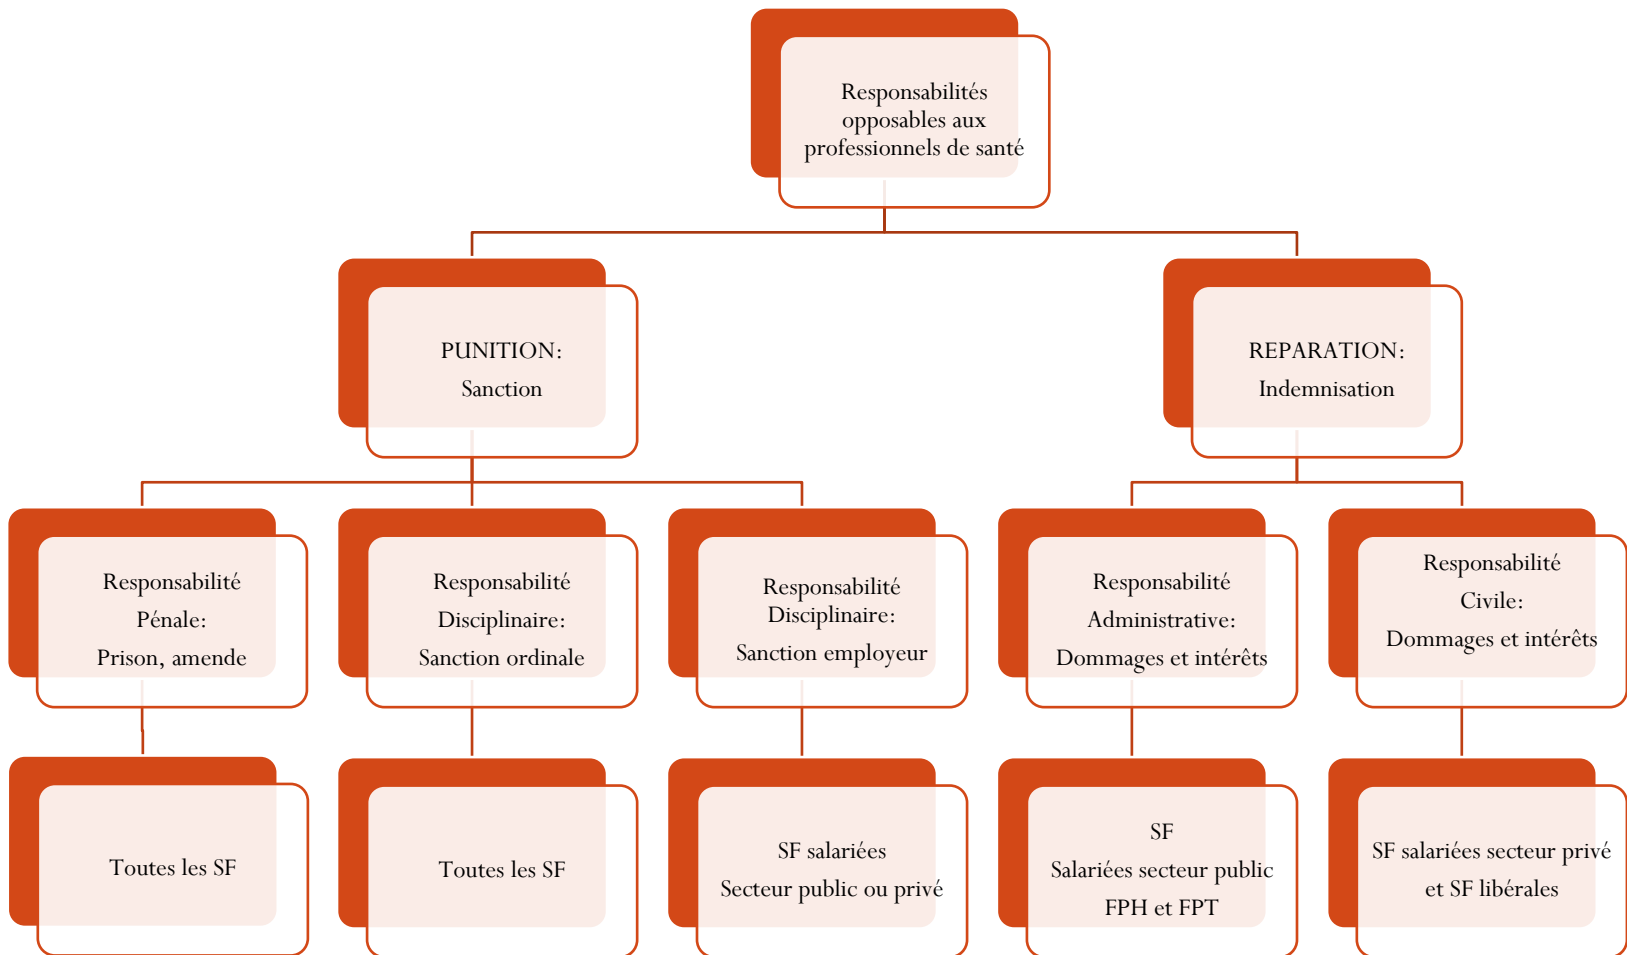 Responsabilités
opposables aux
professionnels de santé
PUNITION:
Sanction
REPARATION:
Indemnisation
Responsabilité
Pénale:
Prison, amende
Responsabilité
Disciplinaire:
Sanction ordinale
Responsabilité
Disciplinaire:
Sanction employeur
Responsabilité
Administrative:
Dommages et intérêts
Responsabilité
Civile:
Dommages et intérêts
Toutes les SF
Toutes les SF
SF salariées
Secteur public ou privé
SF
Salariées secteur public
FPH et FPT
SF salariées secteur privé
et SF libérales